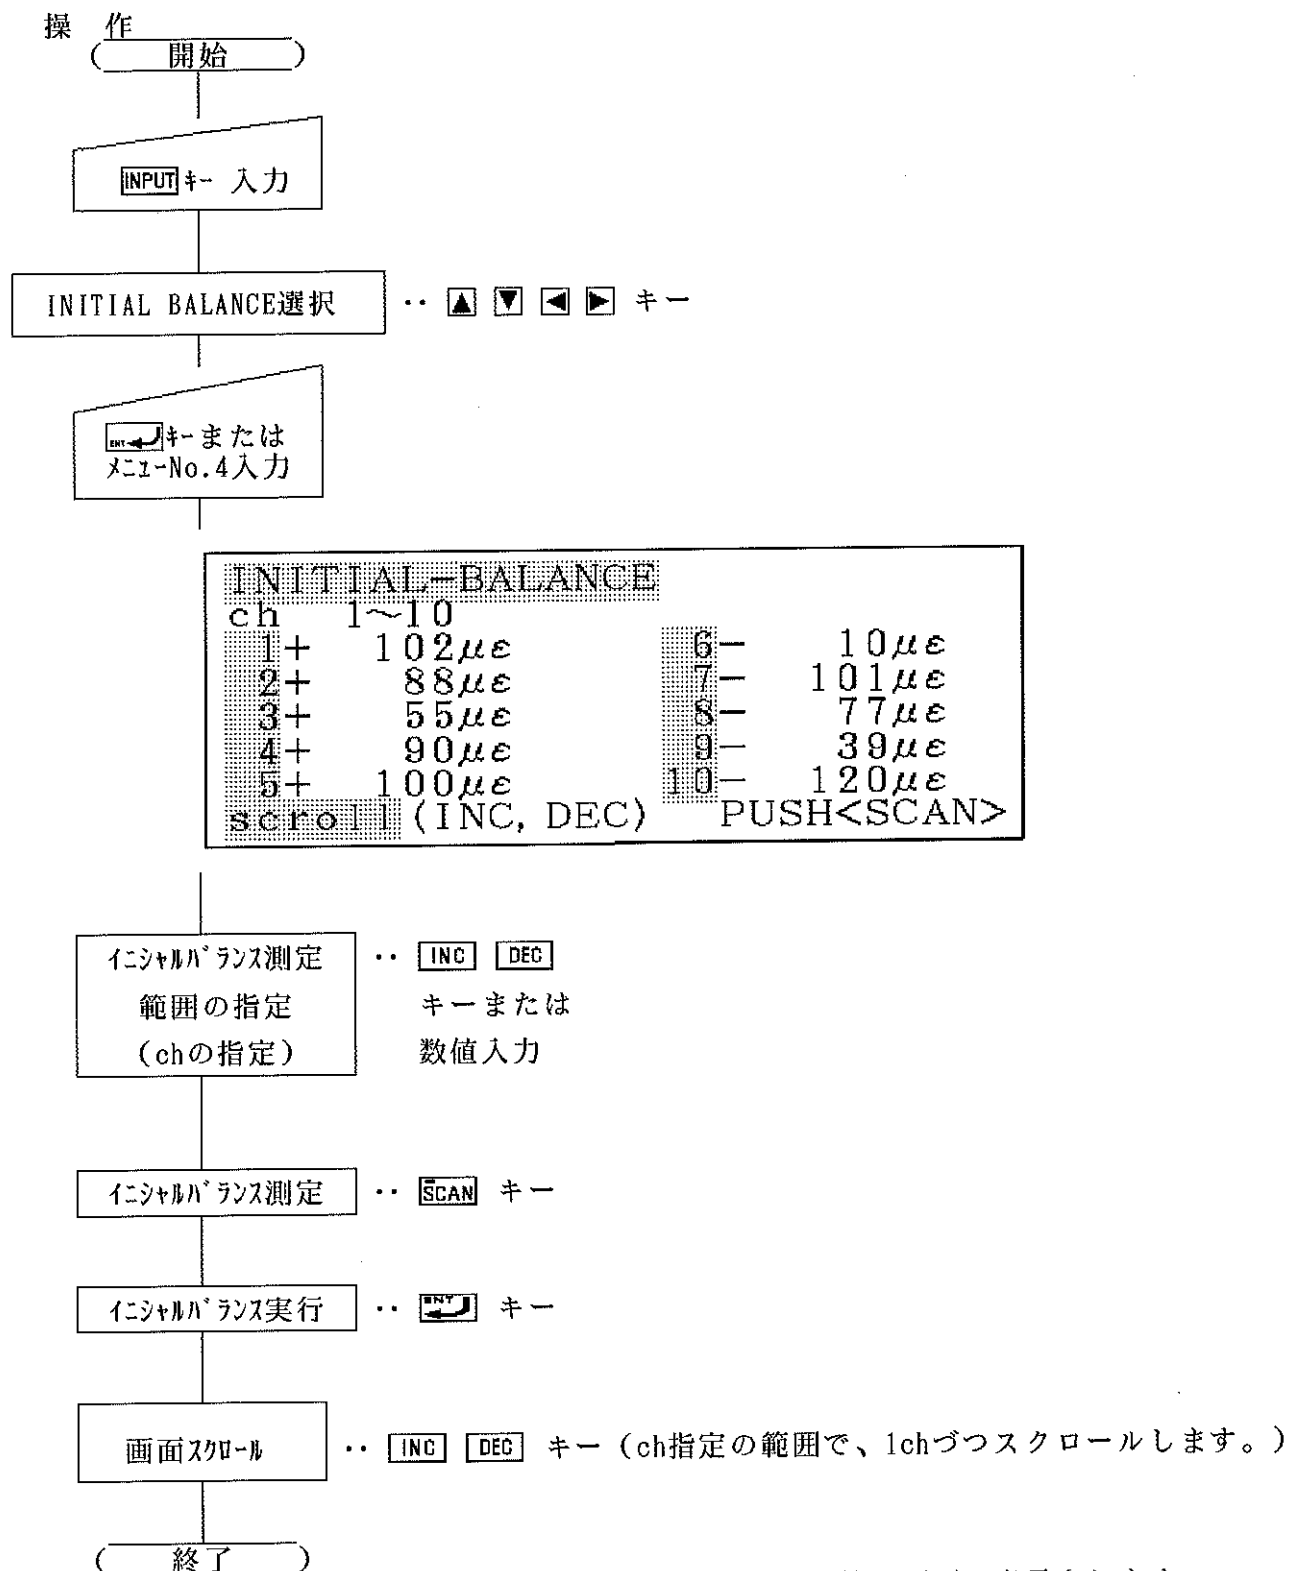 操 作
開始
INPUT ｷｰ 入力
INITIAL BALANCE選択 ‥ ▲ ▼ ◀ ▶ キー
ENT ｷｰまたは
ﾒﾆｭｰNo.4入力
INITIAL-BALANCE
ch 1～10
1+ 102με 6- 10με
2+ 88με 7- 101με
3+ 55με 8- 77με
4+ 90με 9- 39με
5+ 100με 10- 120με
scroll (INC, DEC) PUSH<SCAN>
ｲﾆｼｬﾙﾊﾞﾗﾝｽ測定 ‥ INC DEC
範囲の指定 キーまたは
(chの指定) 数値入力
ｲﾆｼｬﾙﾊﾞﾗﾝｽ測定 ‥ SCAN キー
ｲﾆｼｬﾙﾊﾞﾗﾝｽ実行 ‥ ENT キー
画面ｽｸﾛｰﾙ ‥ INC DEC キー（ch指定の範囲で、1chづつスクロールします。）
終了